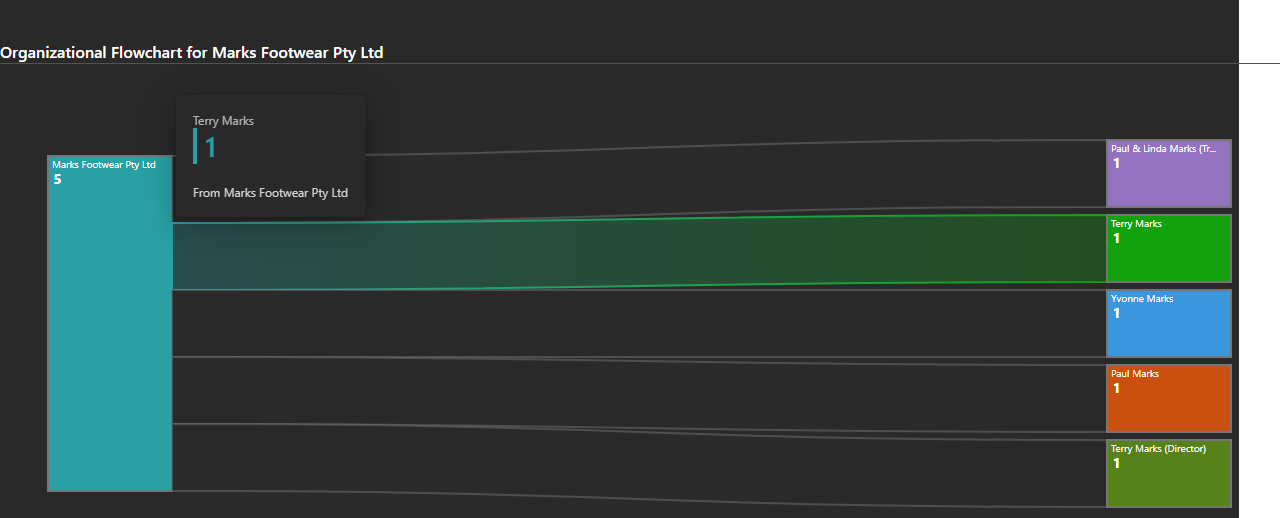 Organizational Flowchart for Marks Footwear Pty Ltd
Terry Marks
1
From Marks Footwear Pty Ltd
Marks Footwear Pty Ltd
5
Paul & Linda Marks (Tr...
1
Terry Marks
1
Yvonne Marks
1
Paul Marks
1
Terry Marks (Director)
1